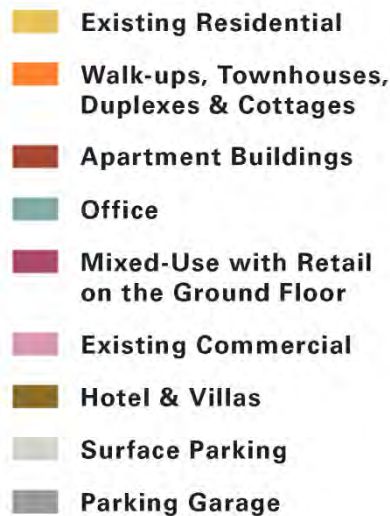 Existing Residential
Walk-ups, Townhouses,
Duplexes & Cottages
Apartment Buildings
Office
Mixed-Use with Retail
on the Ground Floor
Existing Commercial
Hotel & Villas
Surface Parking
Parking Garage